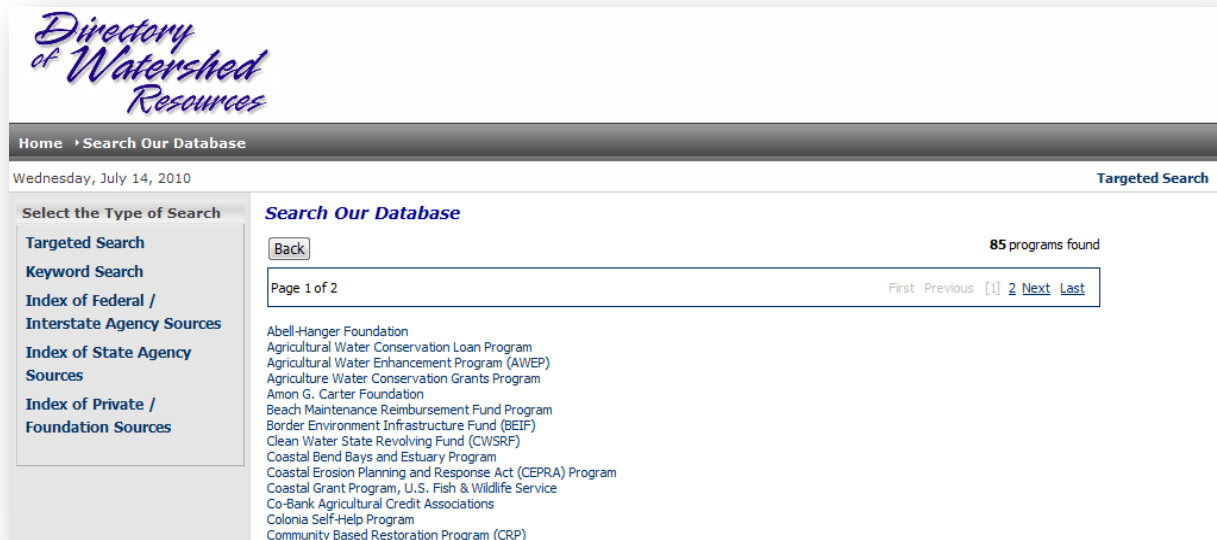 Directory
of Watershed
Resources
Home ‣ Search Our Database
Wednesday, July 14, 2010
Targeted Search
Select the Type of Search
Targeted Search
Keyword Search
Index of Federal /
Interstate Agency Sources
Index of State Agency
Sources
Index of Private /
Foundation Sources
Search Our Database
Back
85 programs found
Page 1 of 2
First Previous [1] 2 Next Last
Abell-Hanger Foundation
Agricultural Water Conservation Loan Program
Agricultural Water Enhancement Program (AWEP)
Agriculture Water Conservation Grants Program
Amon G. Carter Foundation
Beach Maintenance Reimbursement Fund Program
Border Environment Infrastructure Fund (BEIF)
Clean Water State Revolving Fund (CWSRF)
Coastal Bend Bays and Estuary Program
Coastal Erosion Planning and Response Act (CEPRA) Program
Coastal Grant Program, U.S. Fish & Wildlife Service
Co-Bank Agricultural Credit Associations
Colonia Self-Help Program
Community Based Restoration Program (CRP)